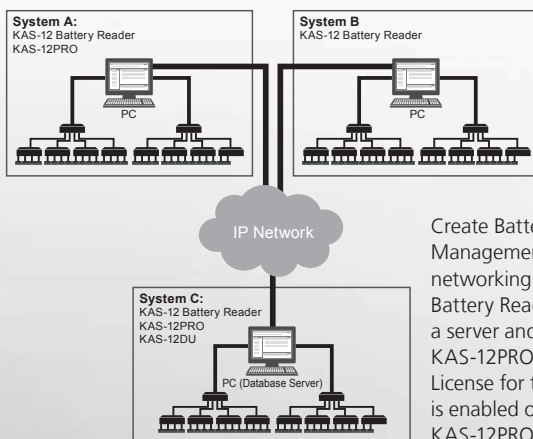 System A:
KAS-12 Battery Reader
KAS-12PRO
PC
System B
KAS-12 Battery Reader
PC
IP Network
System C:
KAS-12 Battery Reader
KAS-12PRO
KAS-12DU
PC (Database Server)
Create
Management
networking
Battery
a server and
KAS-12PRO
License for
is enabled
KAS-12PRO